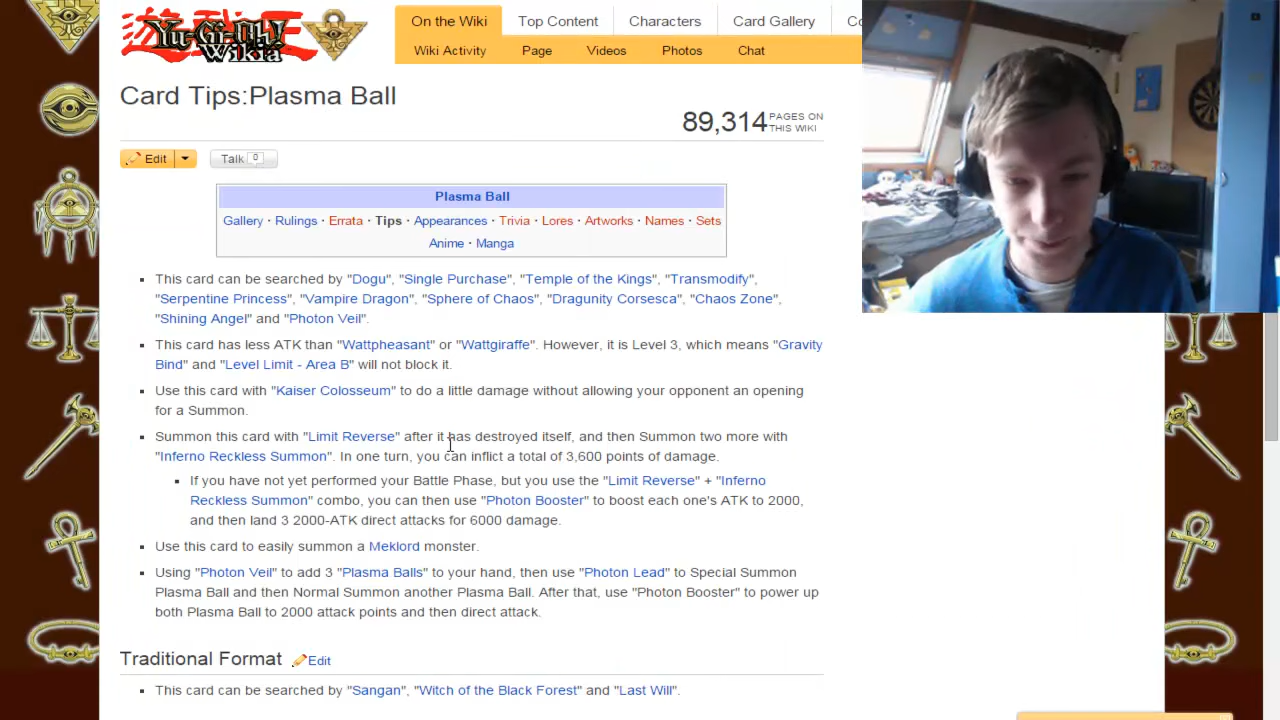 遊戯王
Yu-Gi-Oh!
Wikia
On the Wiki
Top Content
Characters
Card Gallery
Co
Wiki Activity
Page
Videos
Photos
Chat
Card Tips:Plasma Ball
89,314 PAGES ON THIS WIKI
Edit
Talk 0
Plasma Ball
Gallery · Rulings · Errata · Tips · Appearances · Trivia · Lores · Artworks · Names · Sets
Anime · Manga
This card can be searched by "Dogu", "Single Purchase", "Temple of the Kings", "Transmodify",
"Serpentine Princess", "Vampire Dragon", "Sphere of Chaos", "Dragunity Corsesca", "Chaos Zone",
"Shining Angel" and "Photon Veil".
This card has less ATK than "Wattpheasant" or "Wattgiraffe". However, it is Level 3, which means "Gravity
Bind" and "Level Limit - Area B" will not block it.
Use this card with "Kaiser Colosseum" to do a little damage without allowing your opponent an opening
for a Summon.
Summon this card with "Limit Reverse" after it has destroyed itself, and then Summon two more with
"Inferno Reckless Summon". In one turn, you can inflict a total of 3,600 points of damage.
If you have not yet performed your Battle Phase, but you use the "Limit Reverse" + "Inferno
Reckless Summon" combo, you can then use "Photon Booster" to boost each one's ATK to 2000,
and then land 3 2000-ATK direct attacks for 6000 damage.
Use this card to easily summon a Meklord monster.
Using "Photon Veil" to add 3 "Plasma Balls" to your hand, then use "Photon Lead" to Special Summon
Plasma Ball and then Normal Summon another Plasma Ball. After that, use "Photon Booster" to power up
both Plasma Ball to 2000 attack points and then direct attack.
Traditional Format Edit
This card can be searched by "Sangan", "Witch of the Black Forest" and "Last Will".